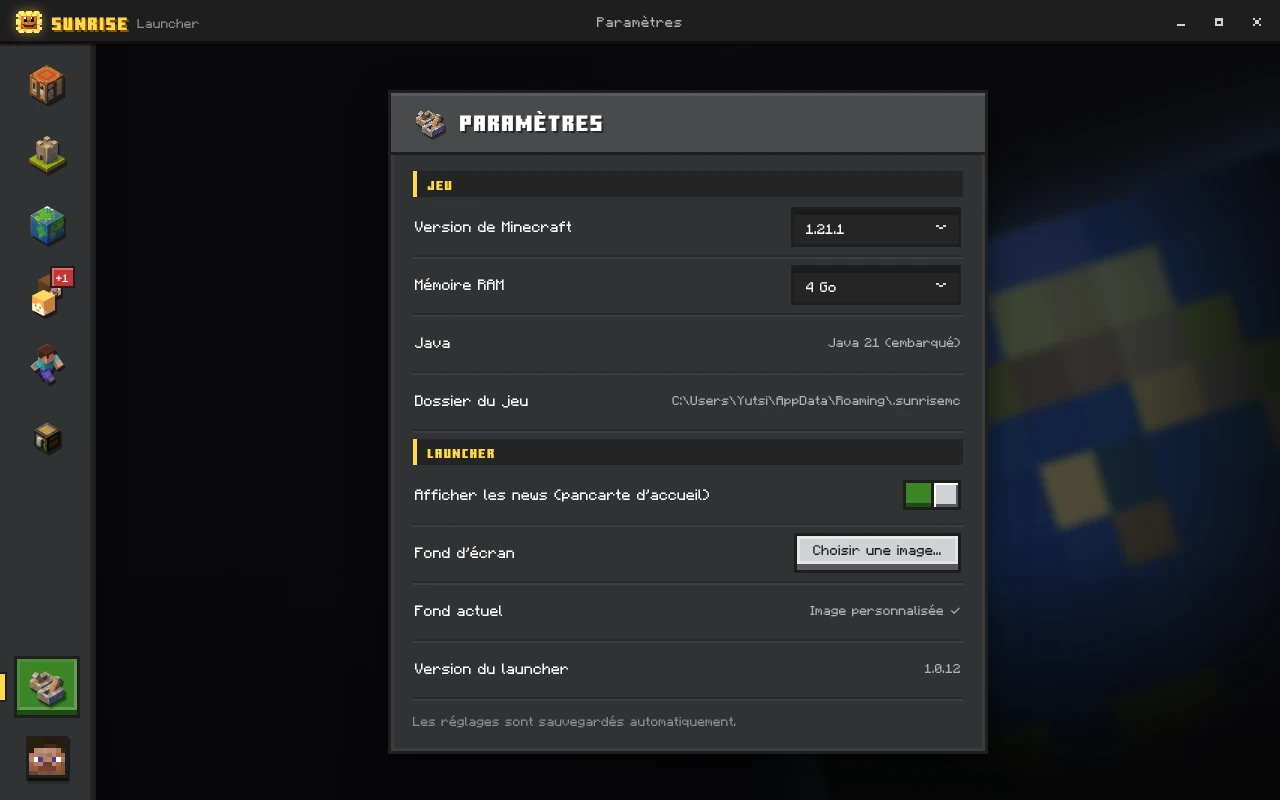 SUNRISE Launcher
Paramètres
+1
PARAMÈTRES
JEU
Version de Minecraft
1.21.1
Mémoire RAM
4 Go
Java
Java 21 (embarqué)
Dossier du jeu
C:\Users\Yutsi\AppData\Roaming\.sunrisemc
LAUNCHER
Afficher les news (pancarte d'accueil)
Fond d'écran
Choisir une image…
Fond actuel
Image personnalisée ✓
Version du launcher
1.0.12
Les réglages sont sauvegardés automatiquement.